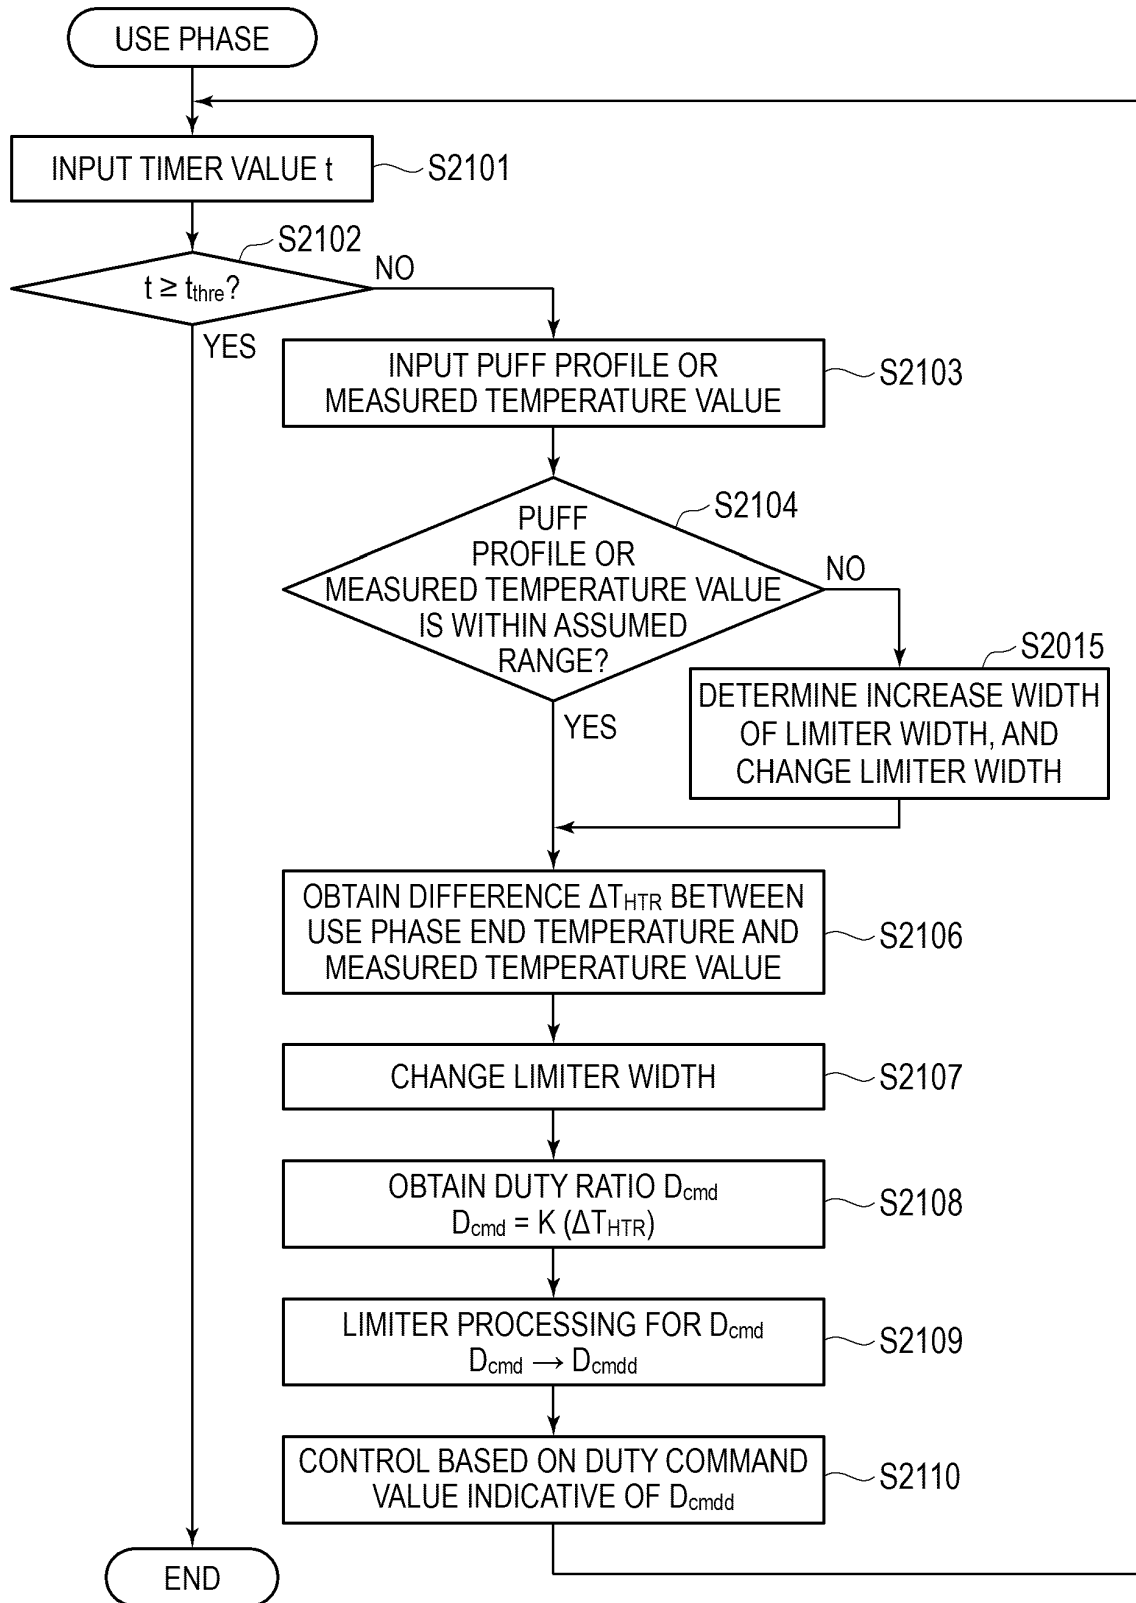 USE PHASE
INPUT TIMER VALUE t
S2101
S2102
t ≥ tthre?
NO
YES
INPUT PUFF PROFILE OR
MEASURED TEMPERATURE VALUE
S2103
S2104
PUFF
PROFILE OR
MEASURED TEMPERATURE VALUE
IS WITHIN ASSUMED
RANGE?
NO
YES
S2015
DETERMINE INCREASE WIDTH
OF LIMITER WIDTH, AND
CHANGE LIMITER WIDTH
OBTAIN DIFFERENCE ΔTHTR BETWEEN
USE PHASE END TEMPERATURE AND
MEASURED TEMPERATURE VALUE
S2106
CHANGE LIMITER WIDTH
S2107
OBTAIN DUTY RATIO Dcmd
Dcmd = K (ΔTHTR)
S2108
LIMITER PROCESSING FOR Dcmd
Dcmd → Dcmdd
S2109
CONTROL BASED ON DUTY COMMAND
VALUE INDICATIVE OF Dcmdd
S2110
END